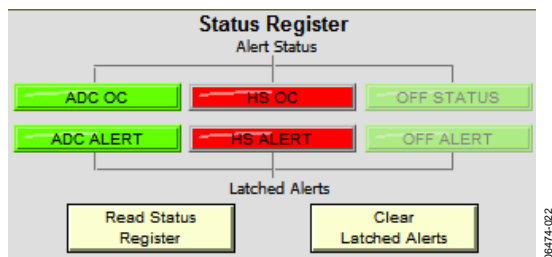 Status Register
Alert Status
ADC OC HS OC OFF STATUS
ADC ALERT HS ALERT OFF ALERT
Latched Alerts
Read Status Clear
Register Latched Alerts
06474-022